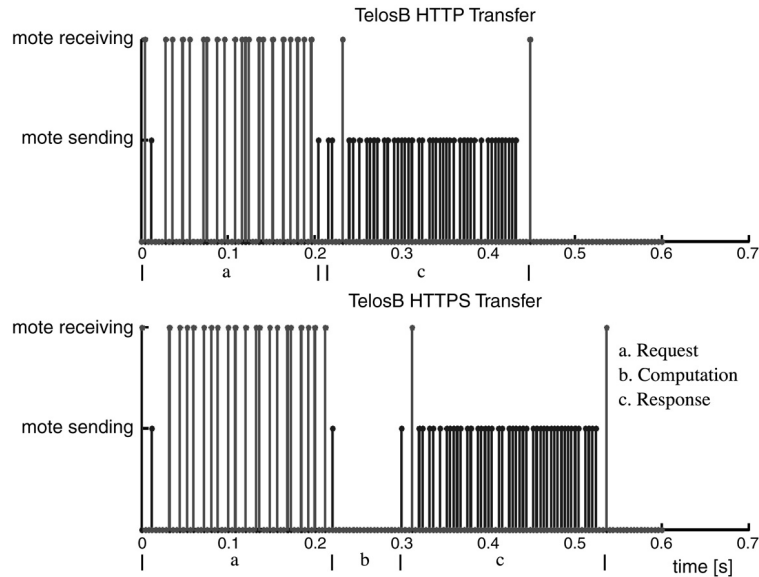 TelosB HTTP Transfer
mote receiving
mote sending
0 0.1 0.2 0.3 0.4 0.5 0.6 0.7
a c
TelosB HTTPS Transfer
mote receiving
a. Request
b. Computation
c. Response
mote sending
0 0.1 0.2 0.3 0.4 0.5 0.6 0.7
a b c time [s]